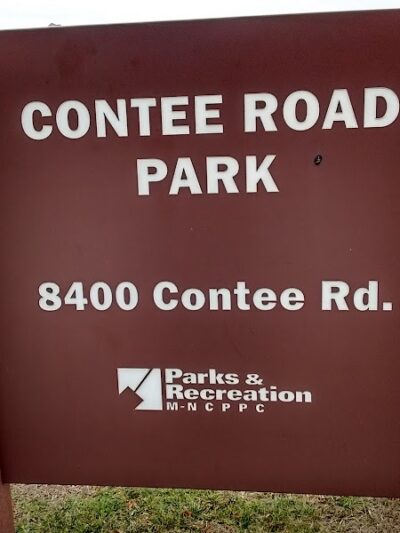 CONTEE ROAD
PARK
8400 Contee Rd.
Parks &
Recreation
M-NCPPC